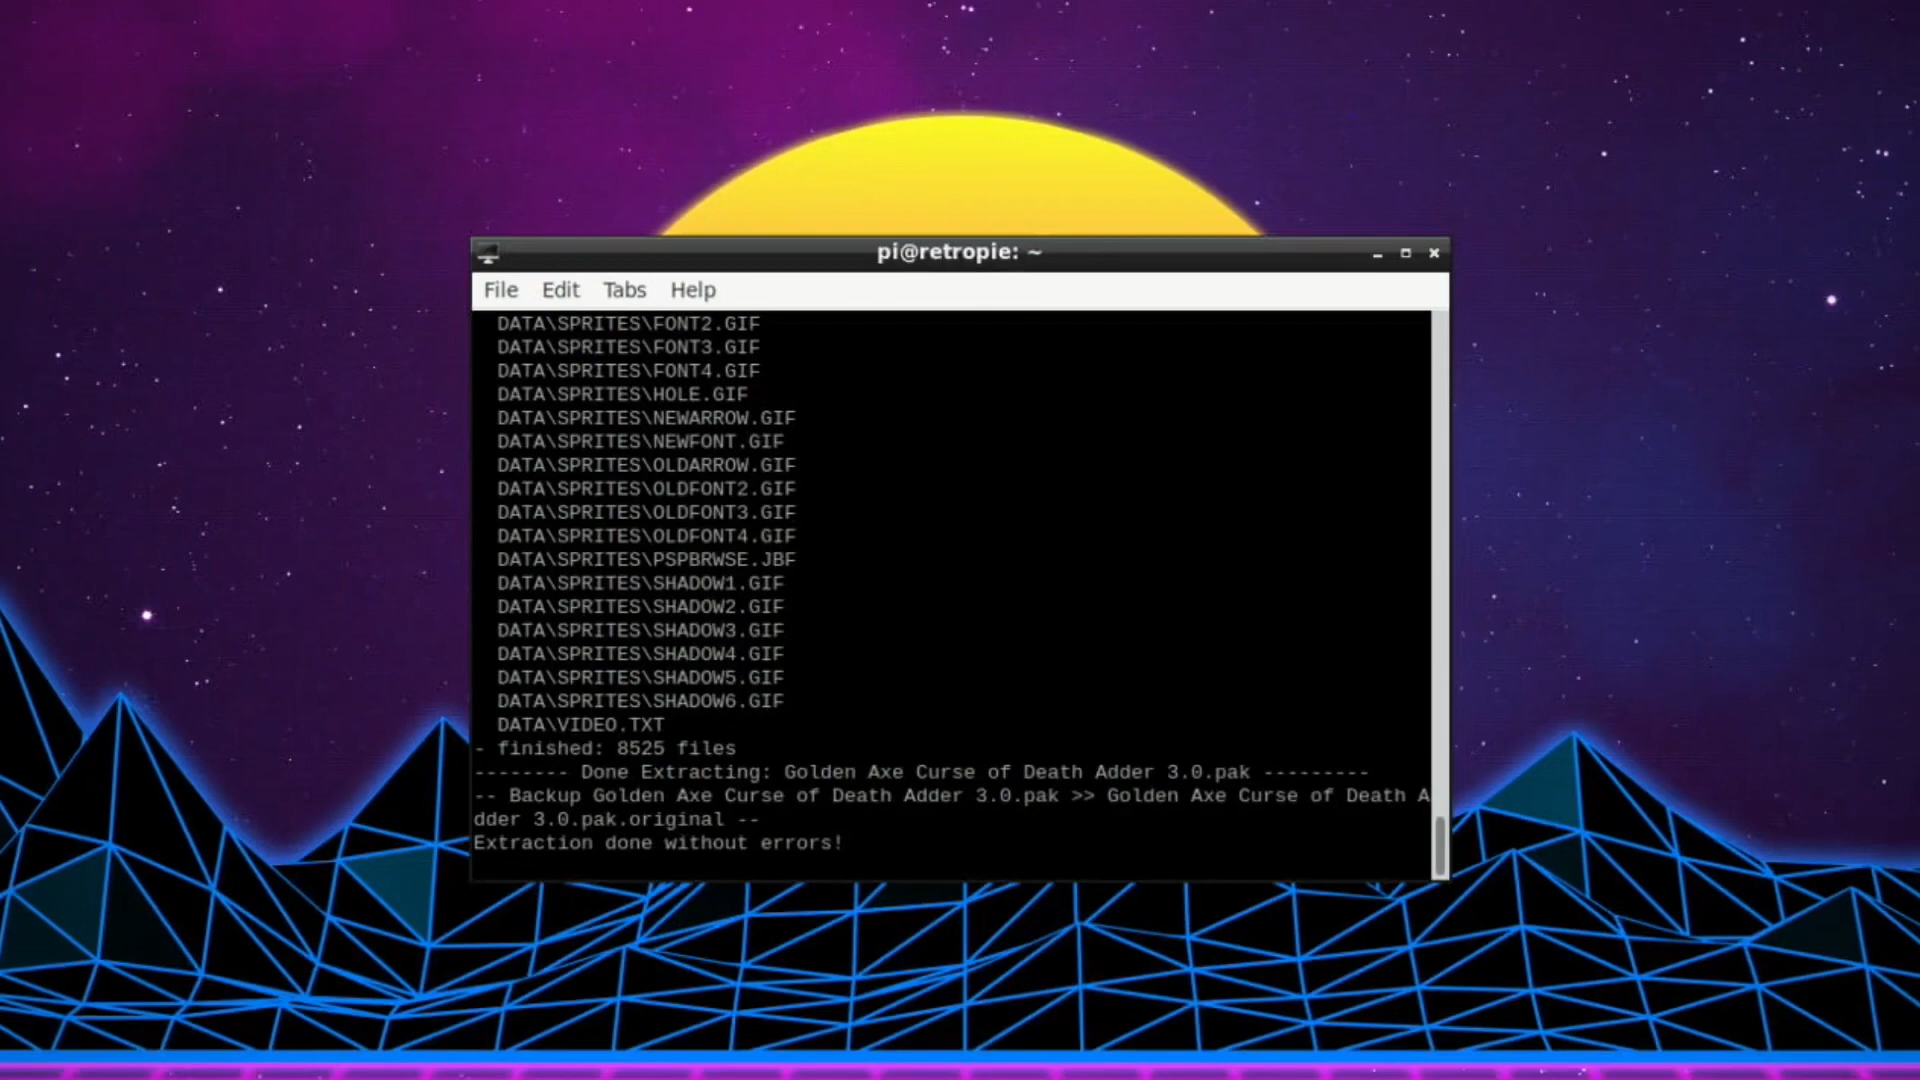 pi@retropie: ~
File Edit Tabs Help
DATA\SPRITES\FONT2.GIF
DATA\SPRITES\FONT3.GIF
DATA\SPRITES\FONT4.GIF
DATA\SPRITES\HOLE.GIF
DATA\SPRITES\NEWARROW.GIF
DATA\SPRITES\NEWFONT.GIF
DATA\SPRITES\OLDARROW.GIF
DATA\SPRITES\OLDFONT2.GIF
DATA\SPRITES\OLDFONT3.GIF
DATA\SPRITES\OLDFONT4.GIF
DATA\SPRITES\PSPBRWSE.JBF
DATA\SPRITES\SHADOW1.GIF
DATA\SPRITES\SHADOW2.GIF
DATA\SPRITES\SHADOW3.GIF
DATA\SPRITES\SHADOW4.GIF
DATA\SPRITES\SHADOW5.GIF
DATA\SPRITES\SHADOW6.GIF
DATA\VIDEO.TXT
- finished: 8525 files
-------- Done Extracting: Golden Axe Curse of Death Adder 3.0.pak ---------
-- Backup Golden Axe Curse of Death Adder 3.0.pak >> Golden Axe Curse of Death A
dder 3.0.pak.original --
Extraction done without errors!